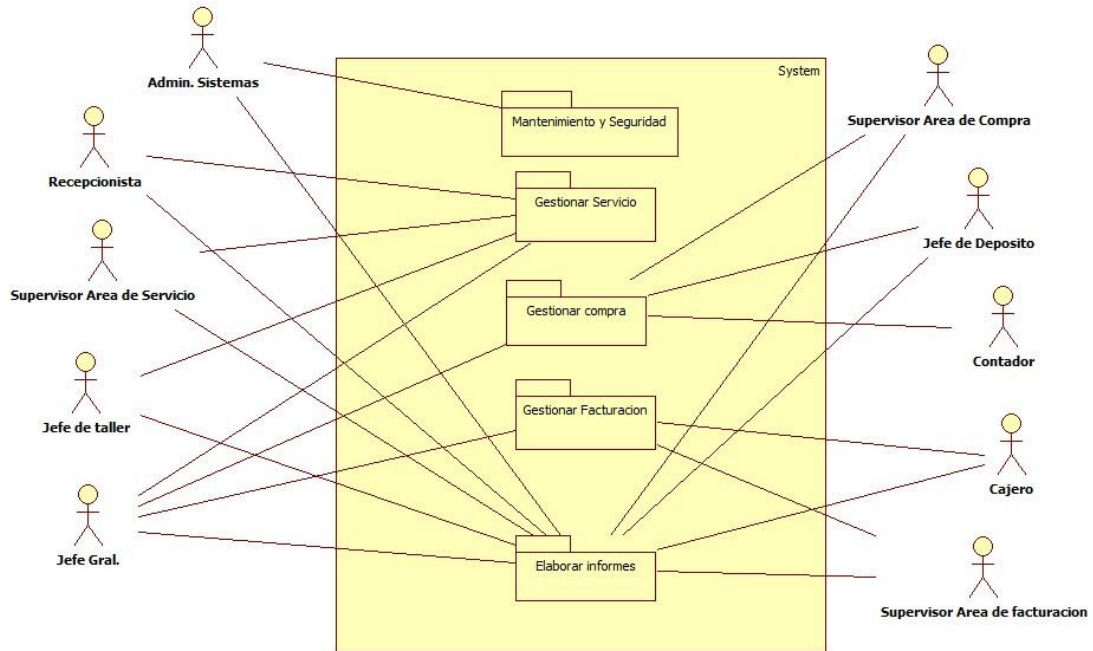 System
Admin. Sistemas
Mantenimiento y Seguridad
Supervisor Area de Compra
Recepcionista
Gestionar Servicio
Jefe de Deposito
Supervisor Area de Servicio
Gestionar compra
Contador
Jefe de taller
Gestionar Facturacion
Cajero
Jefe Gral.
Elaborar informes
Supervisor Area de facturacion